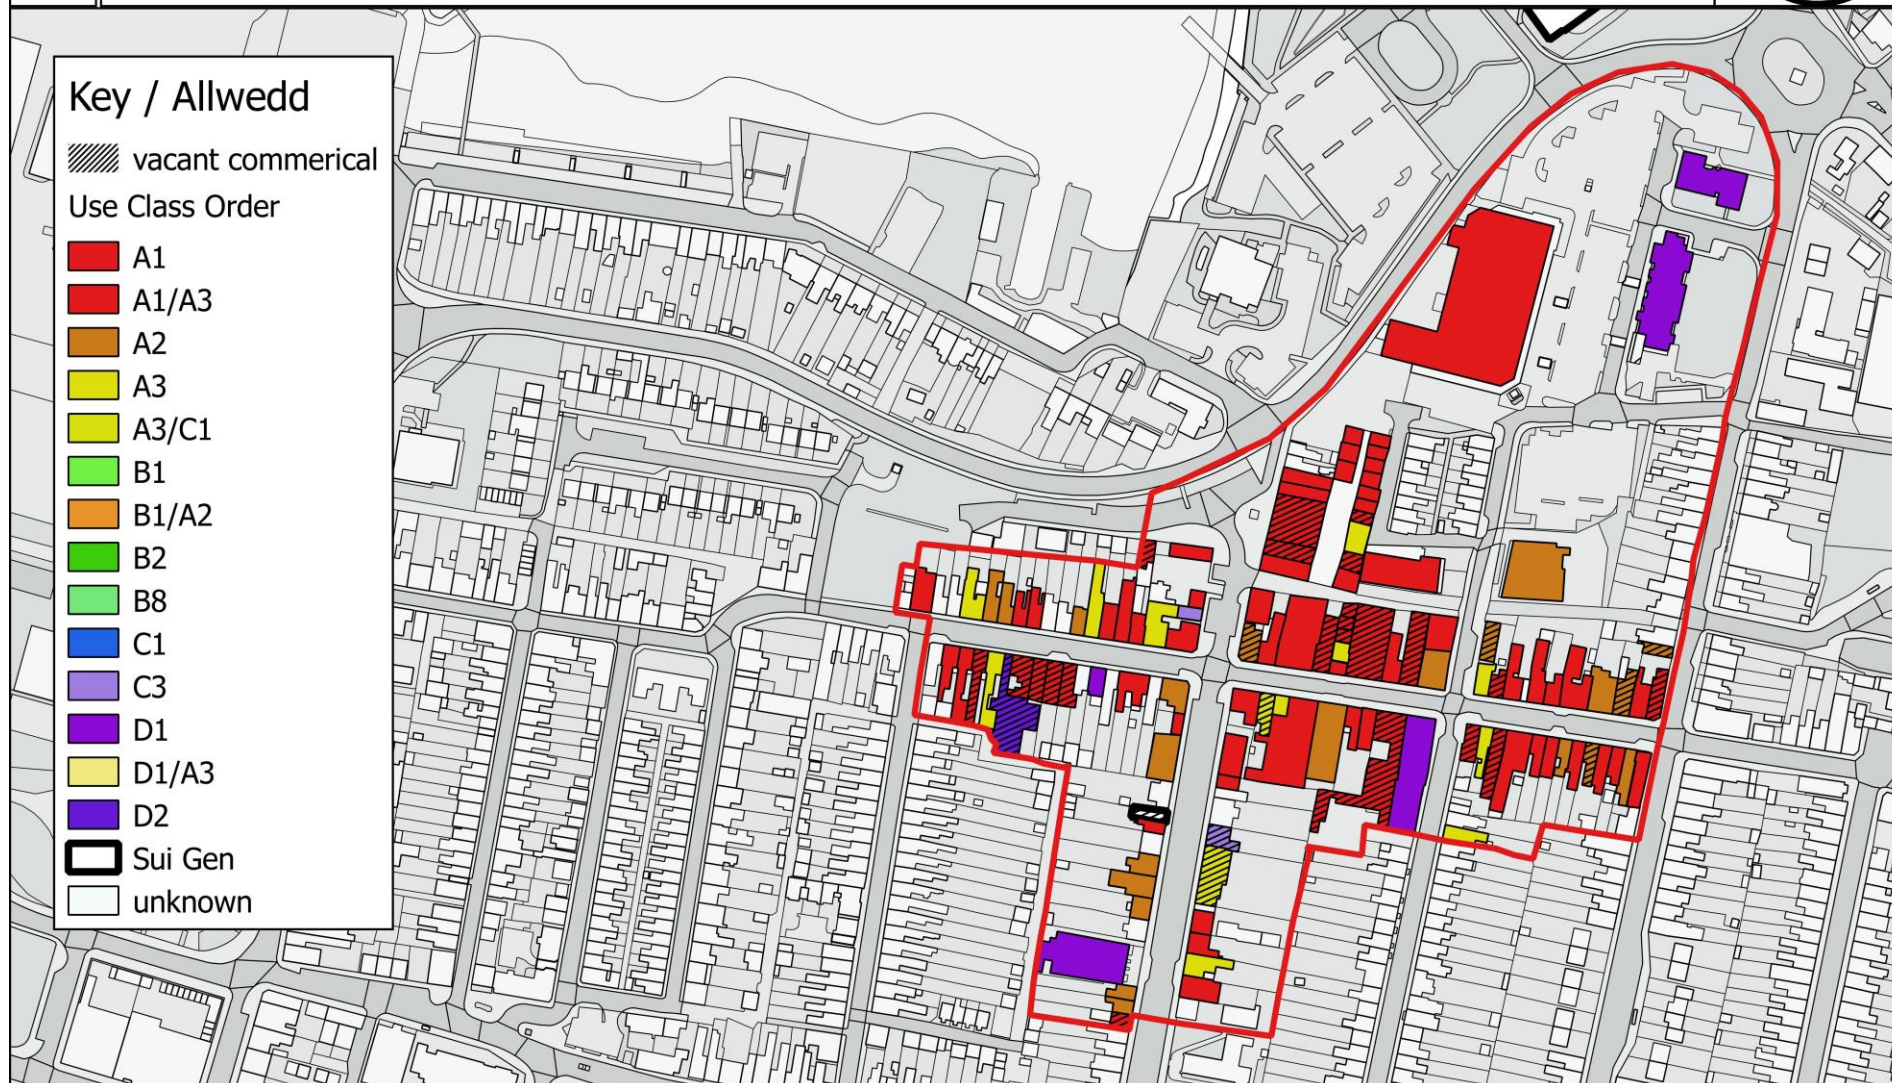 Key / Allwedd
vacant commerical
Use Class Order
A1
A1/A3
A2
A3
A3/C1
B1
B1/A2
B2
B8
C1
C3
D1
D1/A3
D2
Sui Gen
unknown